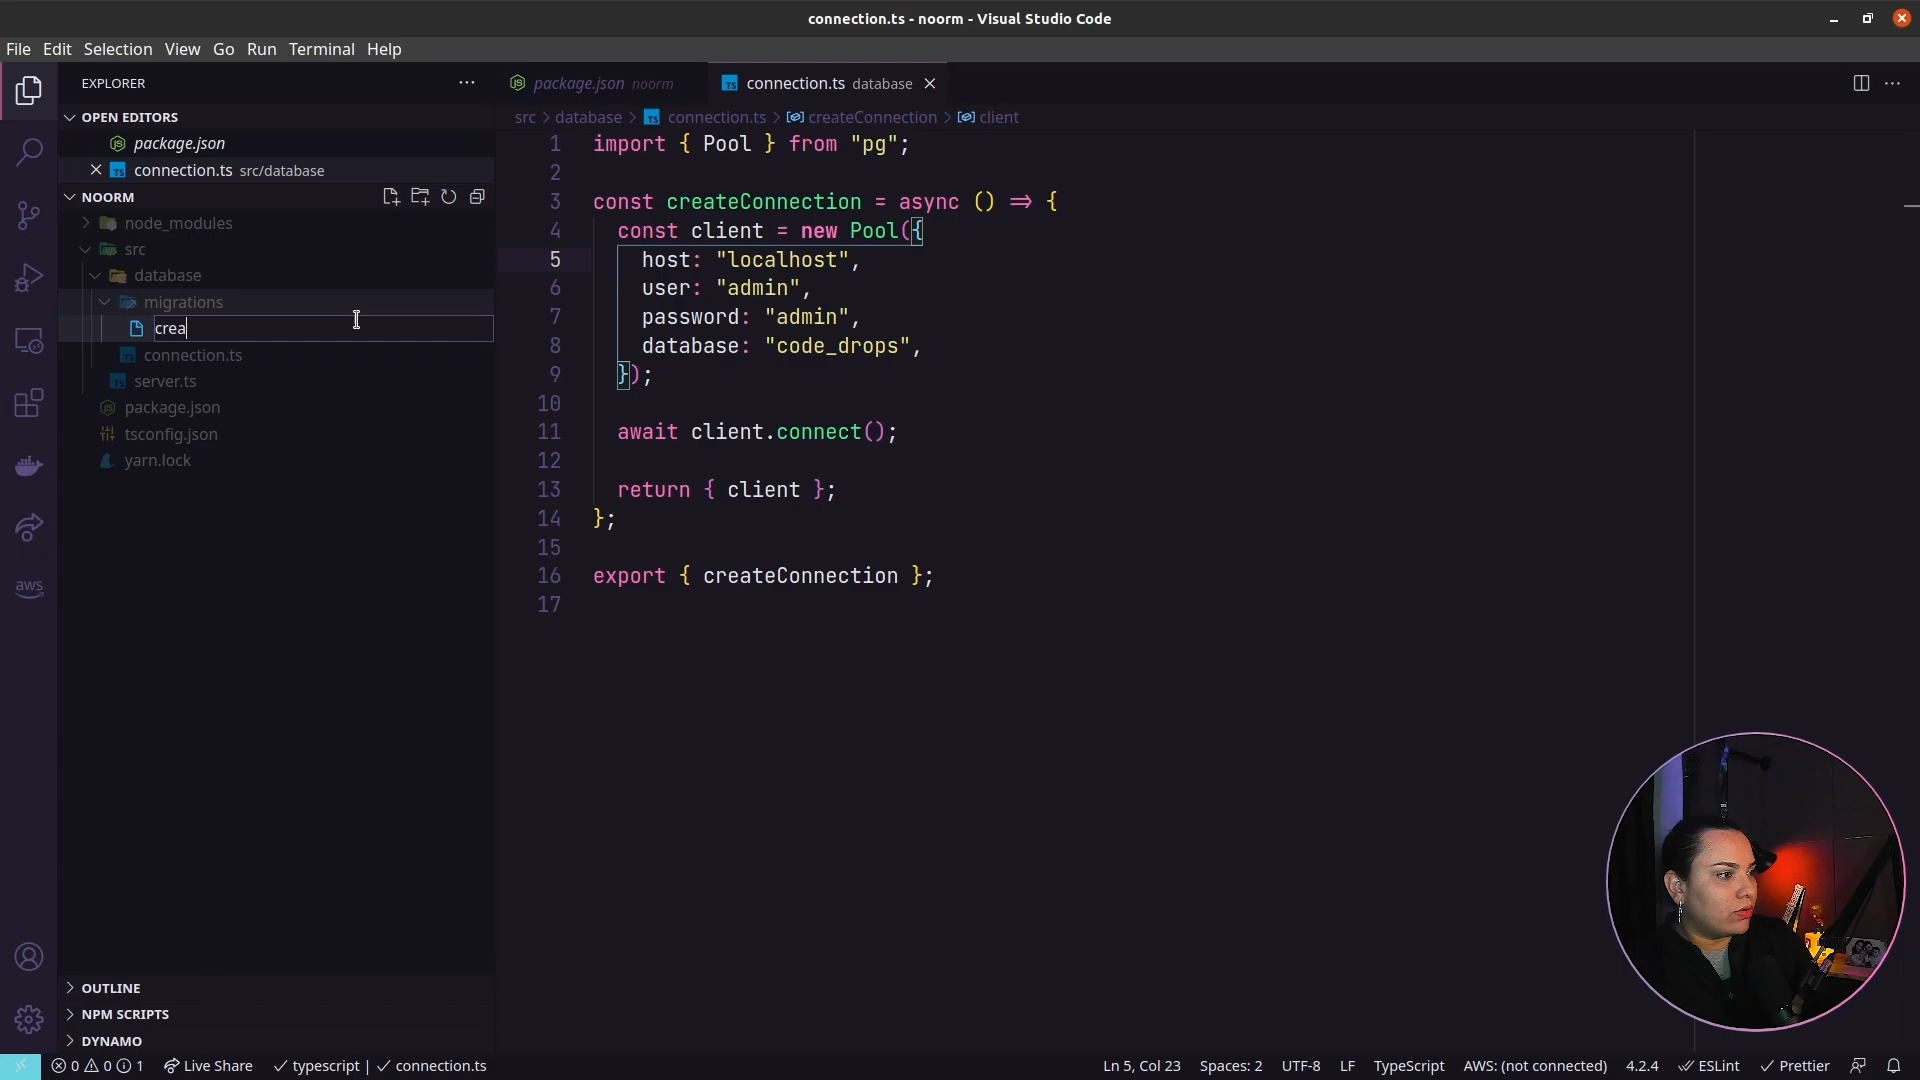 connection.ts - noorm - Visual Studio Code
File Edit Selection View Go Run Terminal Help
EXPLORER
OPEN EDITORS
package.json
connection.ts src/database
NOORM
node_modules
src
database
migrations
crea
connection.ts
server.ts
package.json
tsconfig.json
yarn.lock
OUTLINE
NPM SCRIPTS
DYNAMO
aws
package.json noorm
connection.ts database
src > database > TS connection.ts > createConnection > client
1 import { Pool } from "pg";
2
3 const createConnection = async () => {
4 const client = new Pool({
5 host: "localhost",
6 user: "admin",
7 password: "admin",
8 database: "code_drops",
9 });
10
11 await client.connect();
12
13 return { client };
14 };
15
16 export { createConnection };
17
0 0 1 Live Share ✓ typescript | ✓ connection.ts
Ln 5, Col 23 Spaces: 2 UTF-8 LF TypeScript AWS: (not connected) 4.2.4 ESLint ✓ Prettier